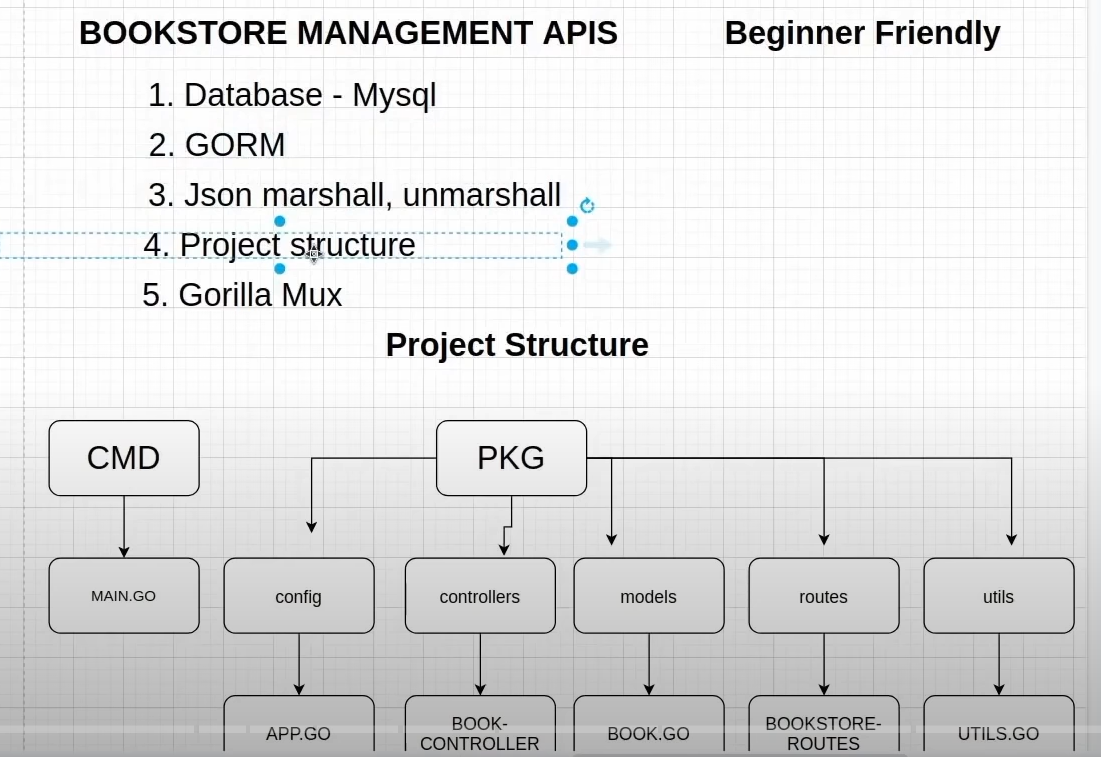 BOOKSTORE MANAGEMENT APIS
Beginner Friendly
1. Database - Mysql
2. GORM
3. Json marshall, unmarshall
4. Project structure
5. Gorilla Mux
Project Structure
CMD
PKG
MAIN.GO
config
controllers
models
routes
utils
APP.GO
BOOK-
CONTROLLER
BOOK.GO
BOOKSTORE-
ROUTES
UTILS.GO